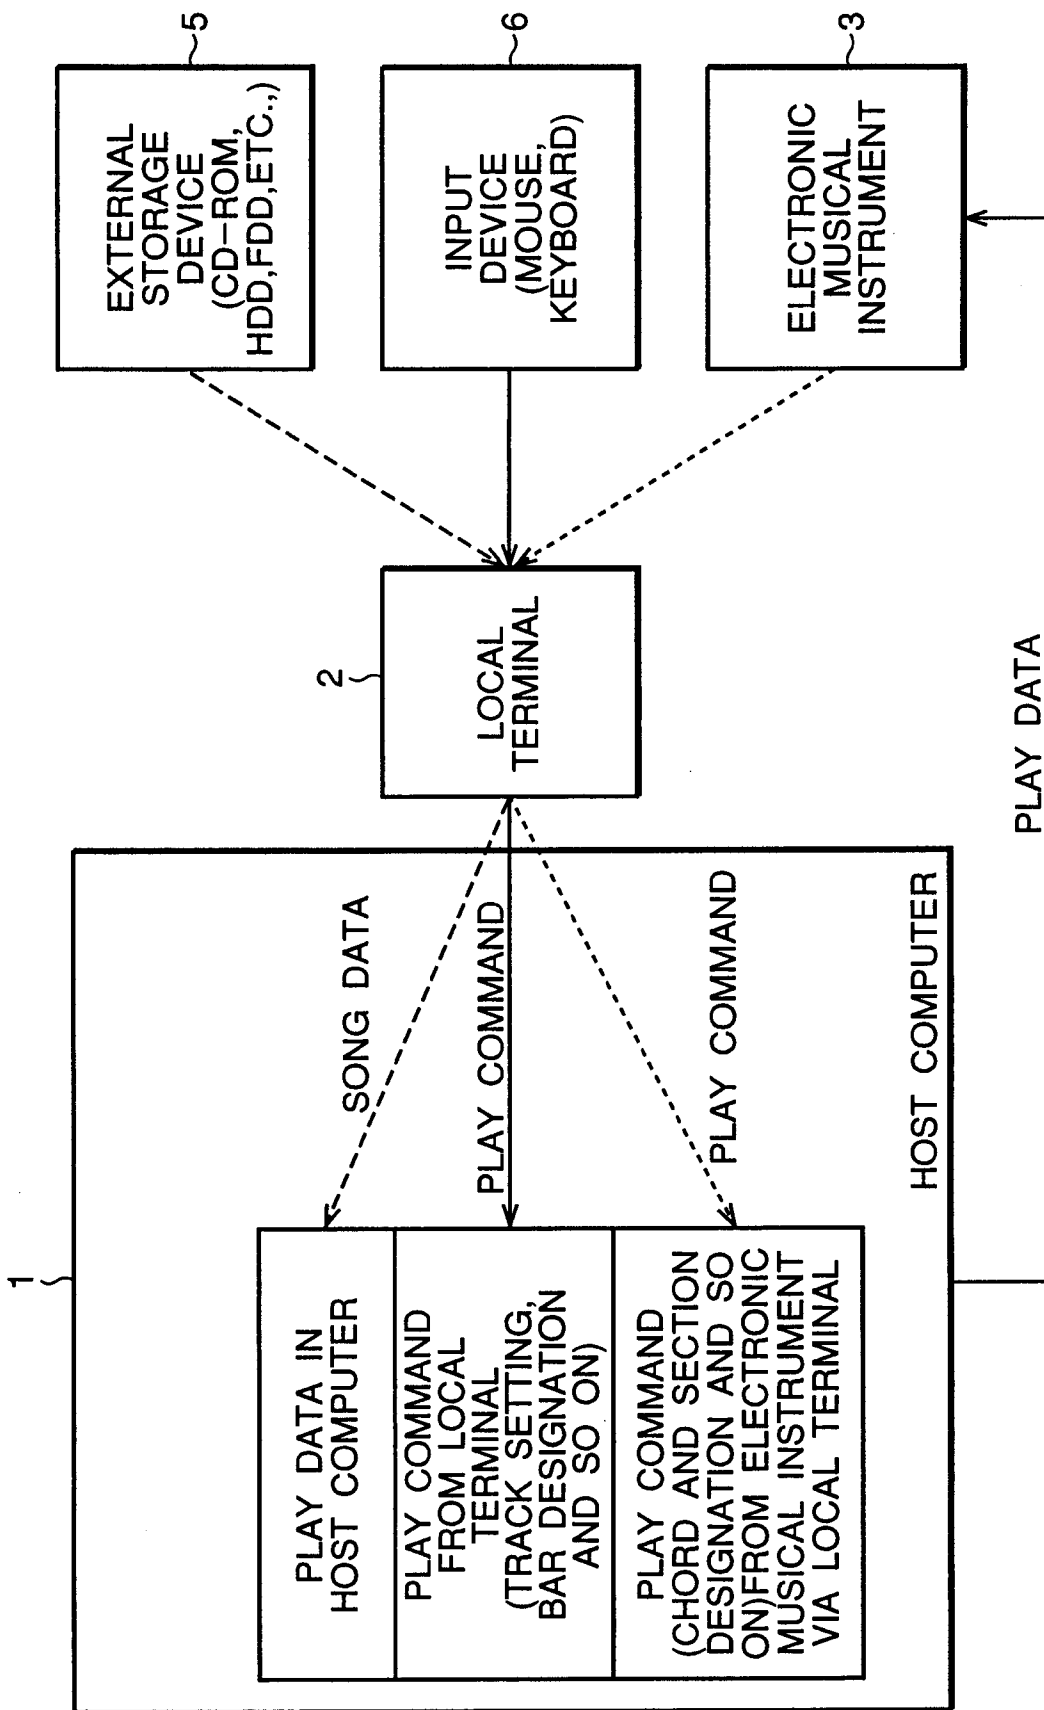 1
PLAY DATA IN
HOST COMPUTER
PLAY COMMAND
FROM LOCAL
TERMINAL
(TRACK SETTING,
BAR DESIGNATION
AND SO ON)
PLAY COMMAND
(CHORD AND SECTION
DESIGNATION AND SO
ON)FROM ELECTRONIC
MUSICAL INSTRUMENT
VIA LOCAL TERMINAL
SONG DATA
PLAY COMMAND
PLAY COMMAND
HOST COMPUTER
2
LOCAL
TERMINAL
EXTERNAL
STORAGE
DEVICE
(CD-ROM,
HDD,FDD,ETC.,)
5
INPUT
DEVICE
(MOUSE,
KEYBOARD)
6
ELECTRONIC
MUSICAL
INSTRUMENT
3
PLAY DATA